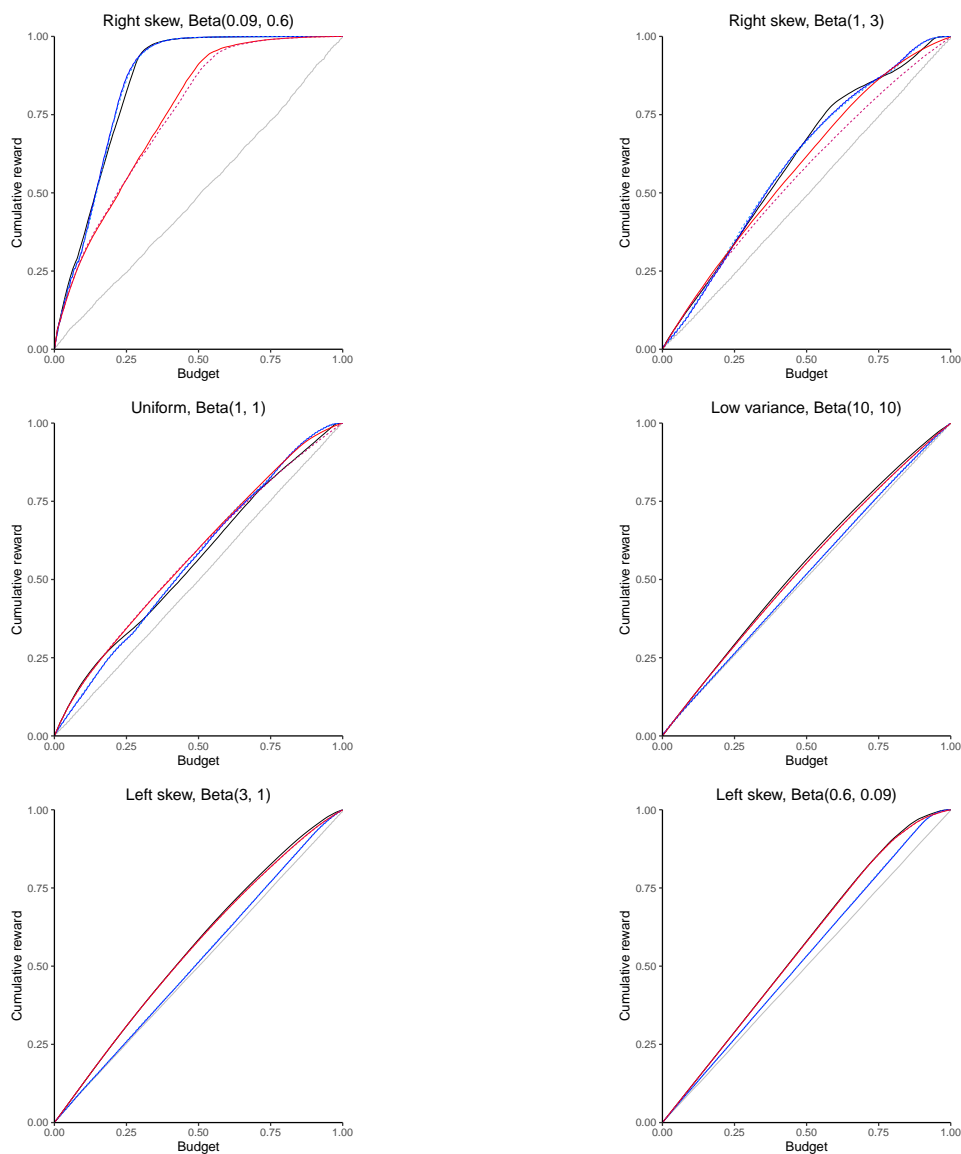 Right skew, Beta(0.09, 0.6)
1.00
0.75
0.50
0.25
0.00
Cumulative reward
0.00 0.25 0.50 0.75 1.00
Budget
Right skew, Beta(1, 3)
1.00
0.75
0.50
0.25
0.00
Cumulative reward
0.00 0.25 0.50 0.75 1.00
Budget
Uniform, Beta(1, 1)
1.00
0.75
0.50
0.25
0.00
Cumulative reward
0.00 0.25 0.50 0.75 1.00
Budget
Low variance, Beta(10, 10)
1.00
0.75
0.50
0.25
0.00
Cumulative reward
0.00 0.25 0.50 0.75 1.00
Budget
Left skew, Beta(3, 1)
1.00
0.75
0.50
0.25
0.00
Cumulative reward
0.00 0.25 0.50 0.75 1.00
Budget
Left skew, Beta(0.6, 0.09)
1.00
0.75
0.50
0.25
0.00
Cumulative reward
0.00 0.25 0.50 0.75 1.00
Budget